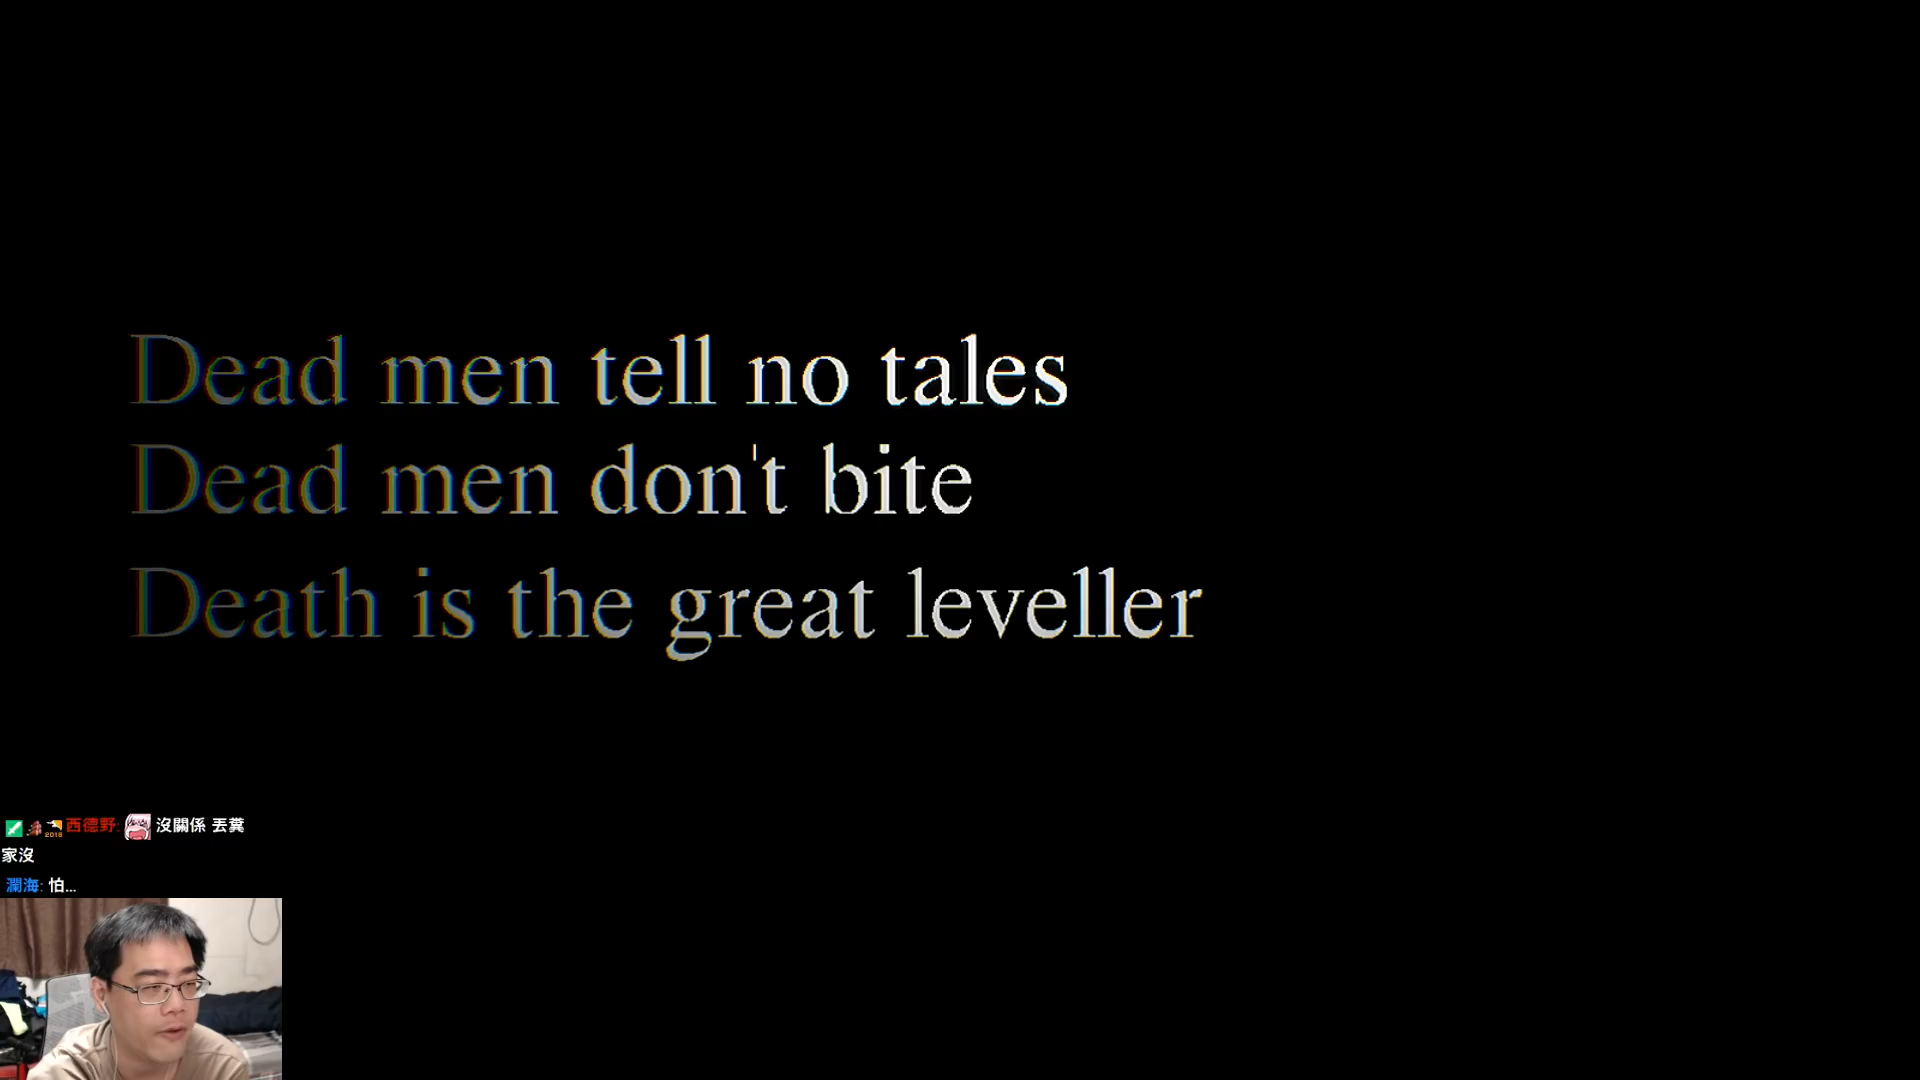 Dead men tell no tales
Dead men don't bite
Death is the great leveller
2018 西德野: 沒關係 丟糞
家沒
瀾海: 怕...